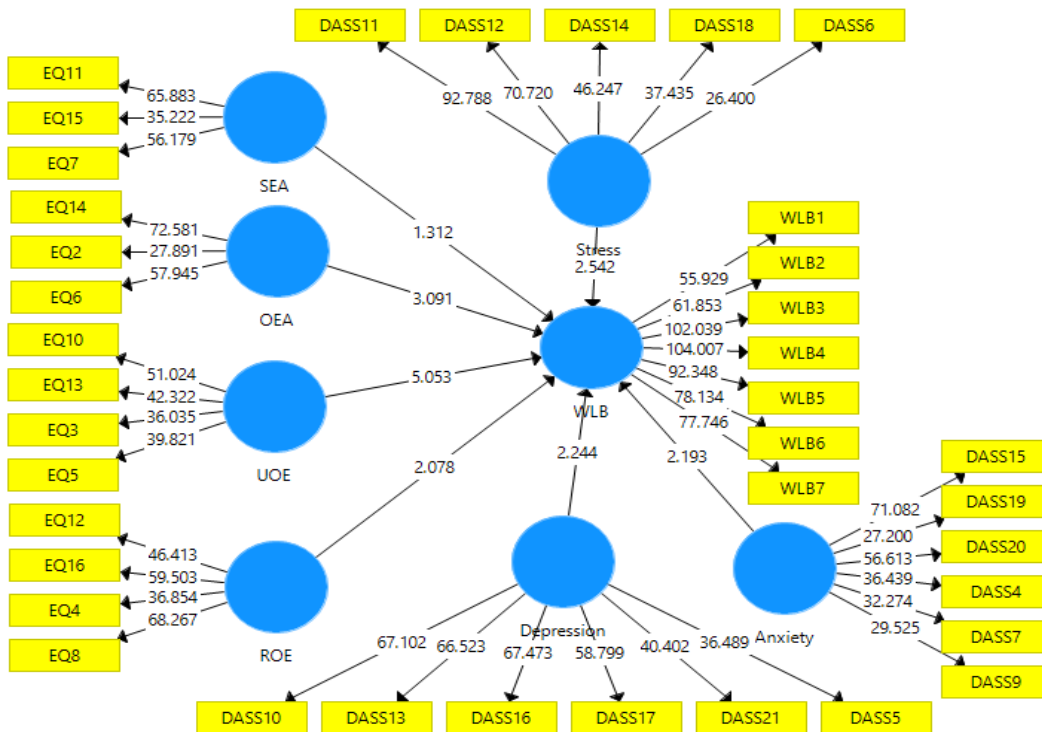 DASS11
DASS12
DASS14
DASS18
DASS6
92.788
70.720
46.247
37.435
26.400
Stress
2.542
EQ11
EQ15
EQ7
65.883
35.222
56.179
SEA
1.312
EQ14
EQ2
EQ6
72.581
27.891
57.945
OEA
3.091
EQ10
EQ13
EQ3
EQ5
51.024
42.322
36.035
39.821
UOE
5.053
EQ12
EQ16
EQ4
EQ8
46.413
59.503
36.854
68.267
ROE
2.078
WLB
WLB1
WLB2
WLB3
WLB4
WLB5
WLB6
WLB7
55.929
61.853
102.039
104.007
92.348
78.134
77.746
2.244
Depression
67.102
66.523
67.473
58.799
40.402
36.489
DASS10
DASS13
DASS16
DASS17
DASS21
DASS5
2.193
Anxiety
71.082
27.200
56.613
36.439
32.274
29.525
DASS15
DASS19
DASS20
DASS4
DASS7
DASS9